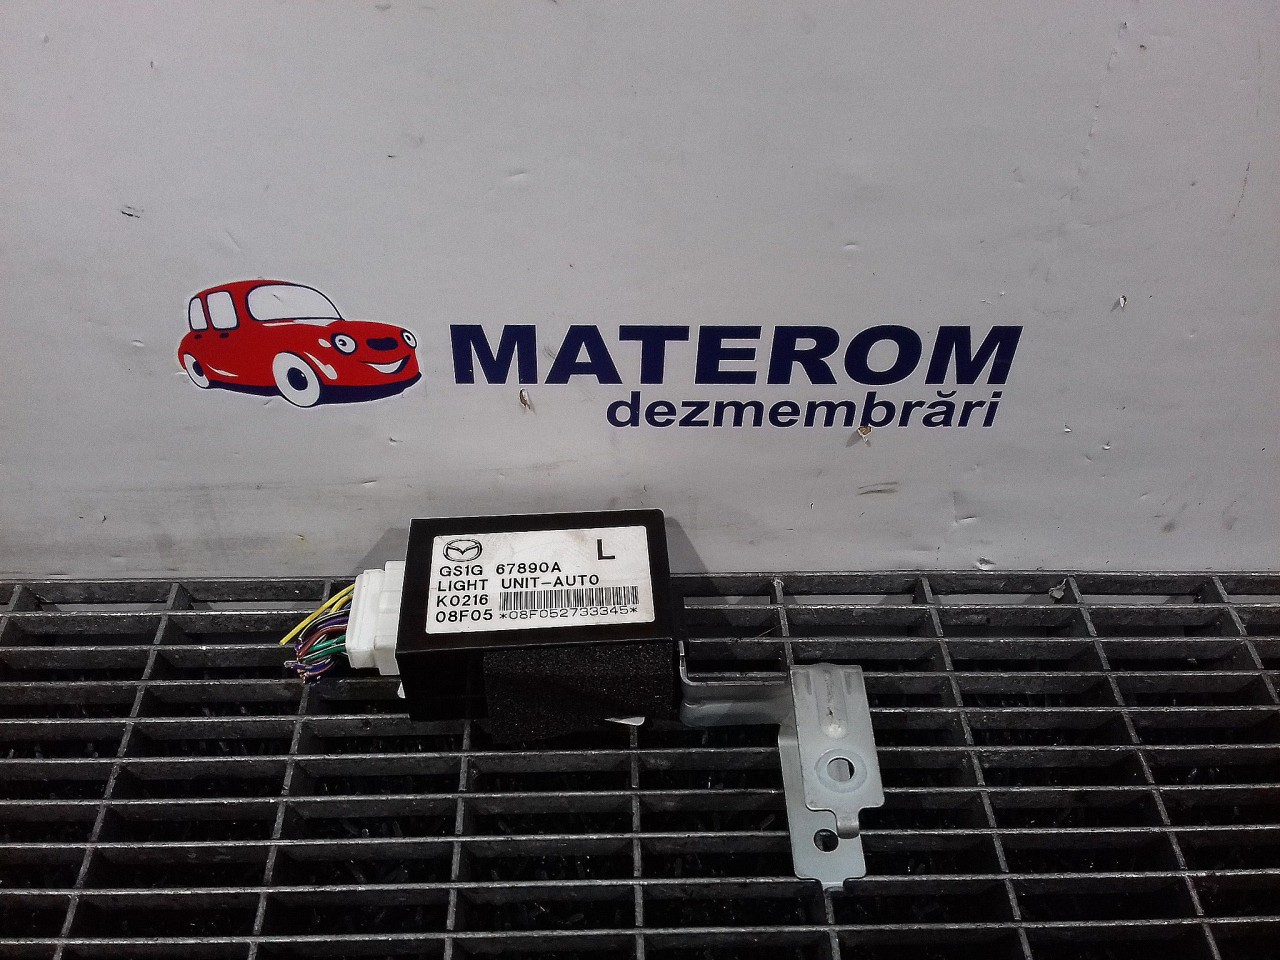 MATEROM
dezmembrări
L
GS1G 67890A
LIGHT UNIT-AUTO
K0216
08F05 *08F052733345*